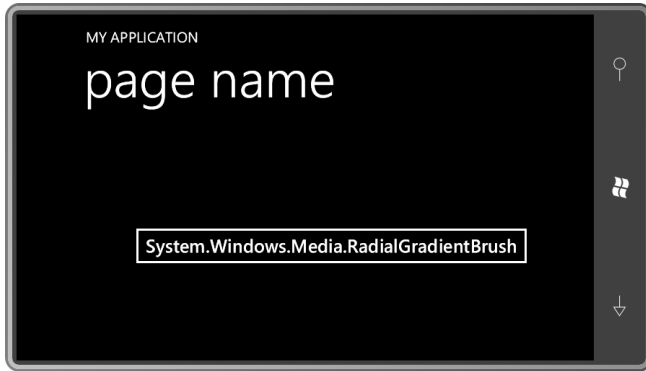 MY APPLICATION
page name
System.Windows.Media.RadialGradientBrush